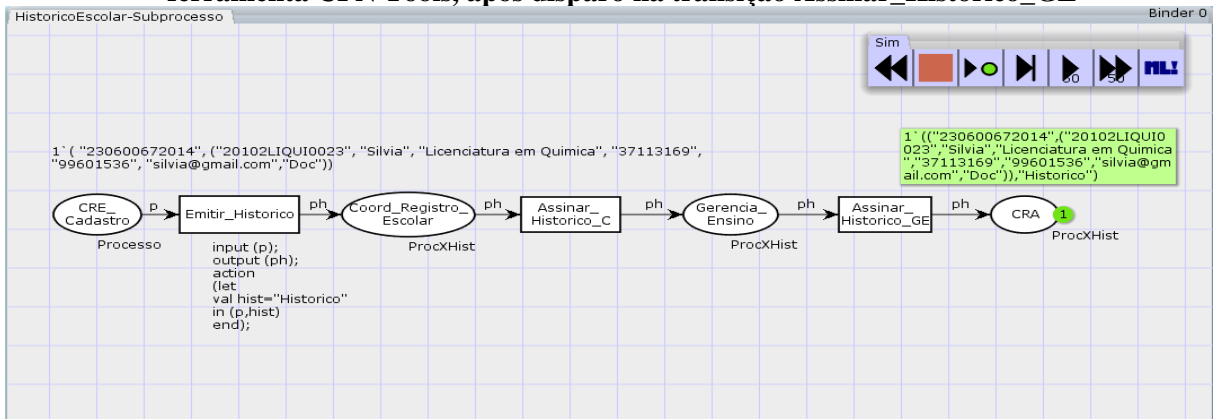 ferramenta CPN Tools, após disparo na transição Assinar_Historico_GE
HistoricoEscolar-Subprocesso
Binder 0
Sim
50
50
ML!
1`(("230600672014",("20102LIQUI0
023","Silvia","Licenciatura em Quimica
","37113169","99601536","silvia@gm
ail.com","Doc")),"Historico")
1`( "230600672014", ("20102LIQUI0023", "Silvia", "Licenciatura em Quimica", "37113169",
"99601536", "silvia@gmail.com","Doc"))
CRE_
Cadastro
p
Emitir_Historico
ph
Coord_Registro_
Escolar
ph
Assinar_
Historico_C
ph
Gerencia_
Ensino
ph
Assinar_
Historico_GE
ph
CRA
1
Processo
ProcXHist
ProcXHist
ProcXHist
input (p);
output (ph);
action
(let
val hist="Historico"
in (p,hist)
end);